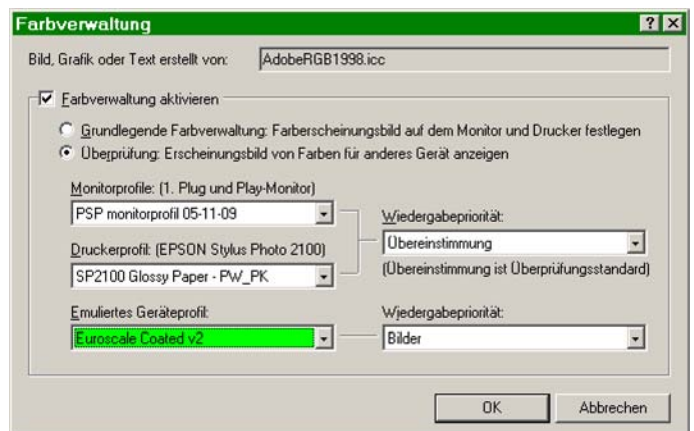 Farbverwaltung
Bild, Grafik oder Text erstellt von: AdobeRGB1998.icc
Farbverwaltung aktivieren
Grundlegende Farbverwaltung: Farberscheinungsbild auf dem Monitor und Drucker festlegen
Überprüfung: Erscheinungsbild von Farben für anderes Gerät anzeigen
Monitorprofile: (1. Plug und Play-Monitor)
PSP monitorprofil 05-11-09
Wiedergabepriorität:
Übereinstimmung
Druckerprofil: (EPSON Stylus Photo 2100)
(Übereinstimmung ist Überprüfungsstandard)
SP2100 Glossy Paper - PW_PK
Emuliertes Geräteprofil: Wiedergabepriorität:
Euroscale Coated v2 Bilder
OK Abbrechen